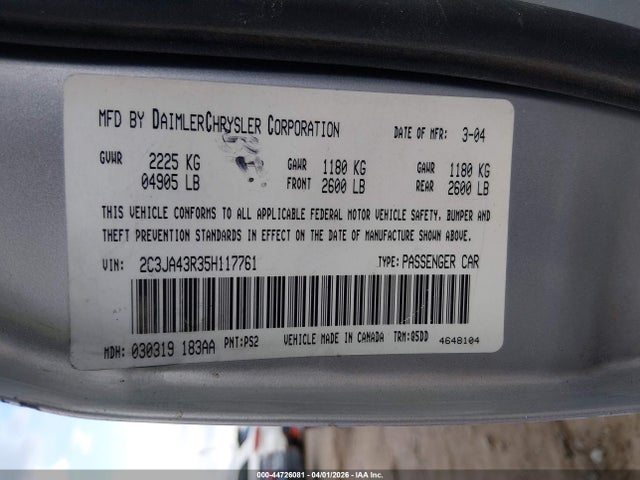 MFD BY DAIMLERCHRYSLER CORPORATION DATE OF MFR: 3-04
GVWR 2225 KG GAWR 1180 KG GAWR 1180 KG
04905 LB FRONT 2600 LB REAR 2600 LB
THIS VEHICLE CONFORMS TO ALL APPLICABLE FEDERAL MOTOR VEHICLE SAFETY, BUMPER AND
THEFT PREVENTION STANDARDS IN EFFECT ON THE DATE OF MANUFACTURE SHOWN ABOVE.
VIN: 2C3JA43R35H117761 TYPE: PASSENGER CAR
MDH: 030319 183AA PNT:PS2 VEHICLE MADE IN CANADA TRM:Q5DD 4648104
000-44726081 - 04/01/2026 - IAA Inc.